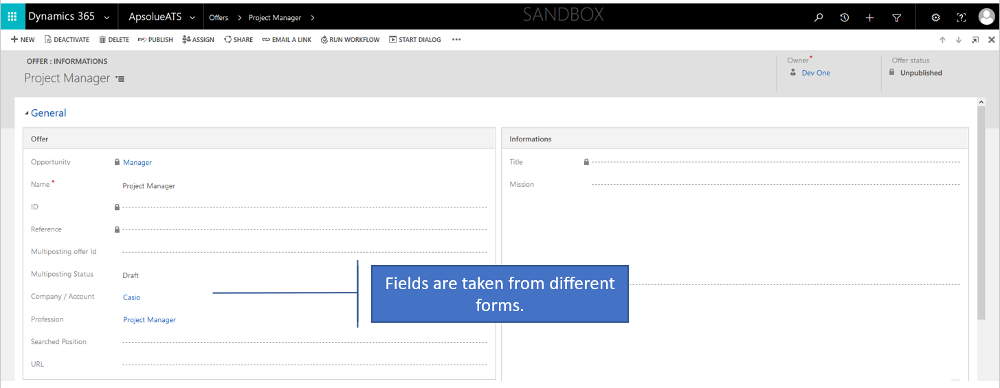 Dynamics 365 ApsolueATS Offers Project Manager SANDBOX
NEW DEACTIVATE DELETE PUBLISH ASSIGN SHARE EMAIL A LINK RUN WORKFLOW START DIALOG •••
OFFER : INFORMATIONS
Project Manager
Owner*
Dev One
Offer status
Unpublished
General
Offer
Opportunity Manager
Name* Project Manager
ID
Reference
Multiposting offer Id
Multiposting Status Draft
Company / Account Casio
Profession Project Manager
Searched Position
URL
Informations
Title
Mission
Fields are taken from different
forms.